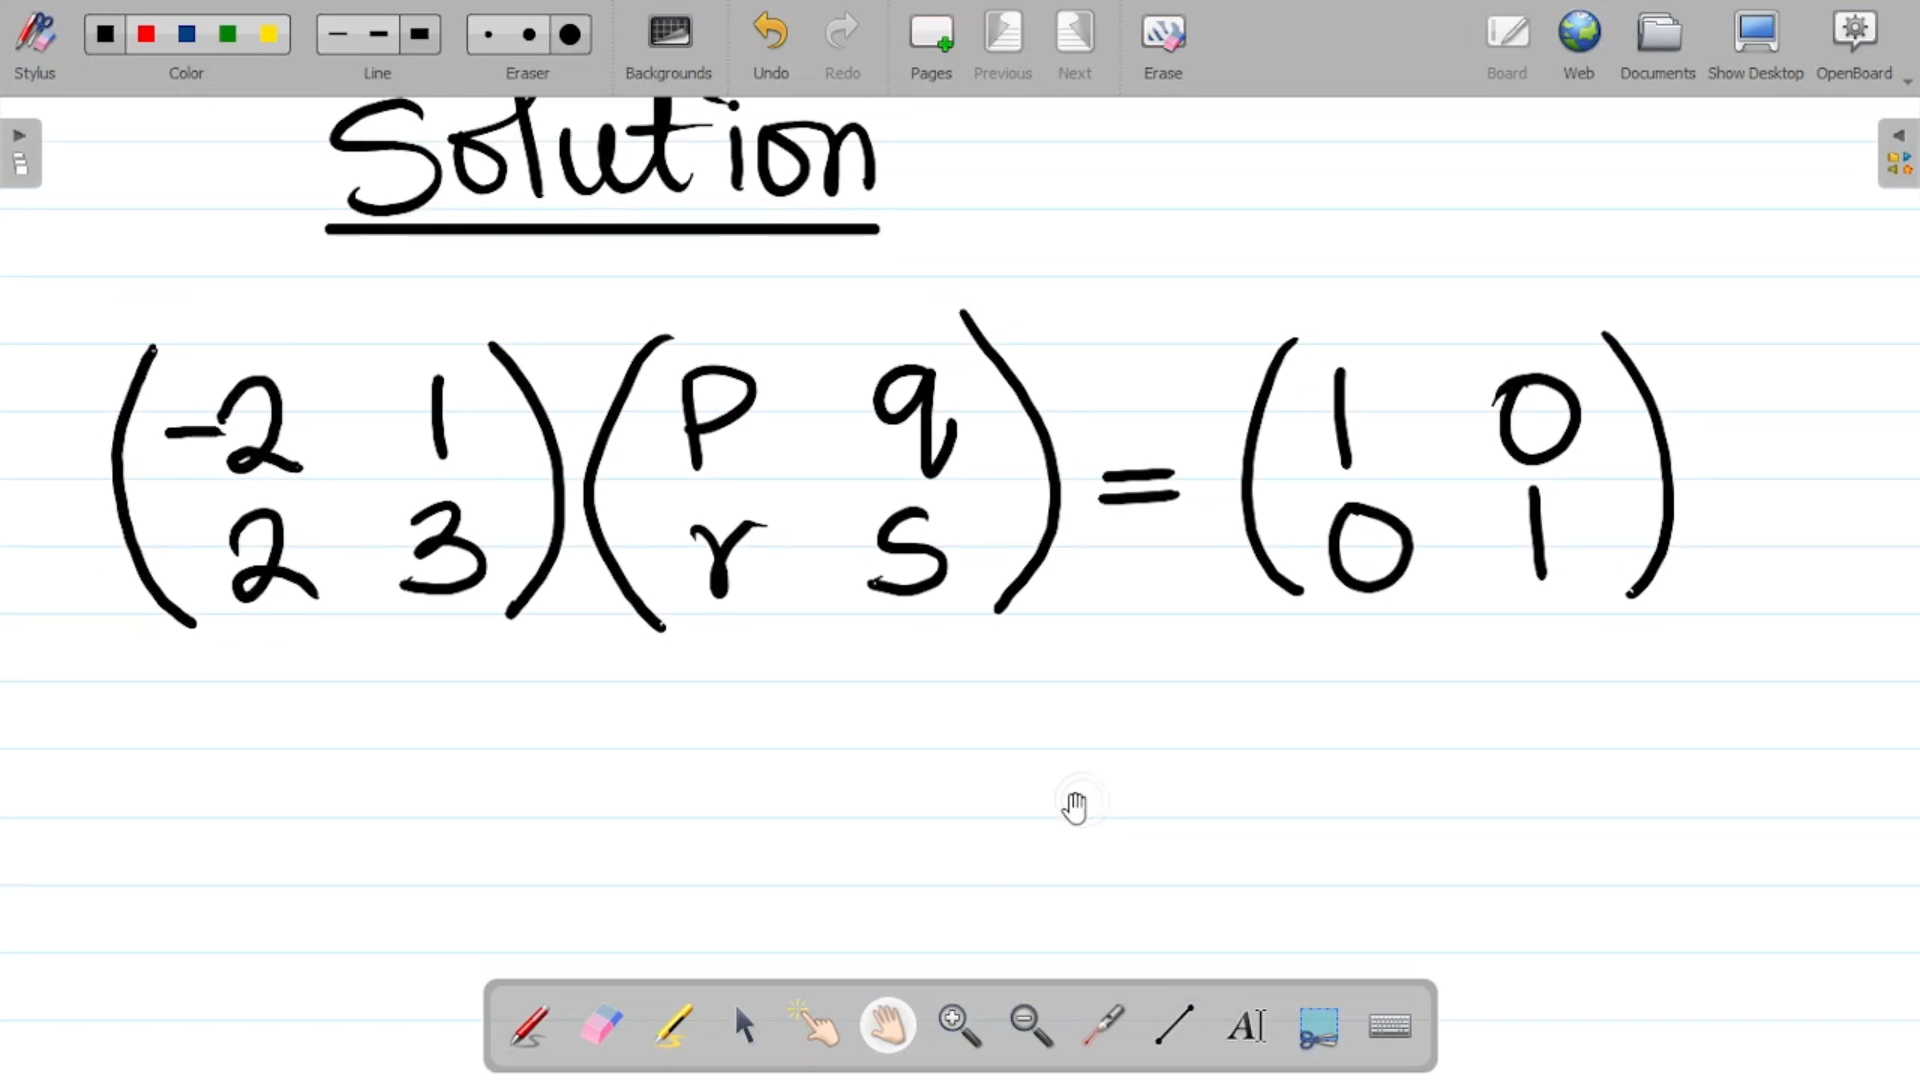 Stylus Color Line Eraser Backgrounds Undo Redo Pages Previous Next Erase Board Web Documents Show Desktop OpenBoard
Solution
(-2 1) (p q) = (1 0)
(2 3) (r s) (0 1)